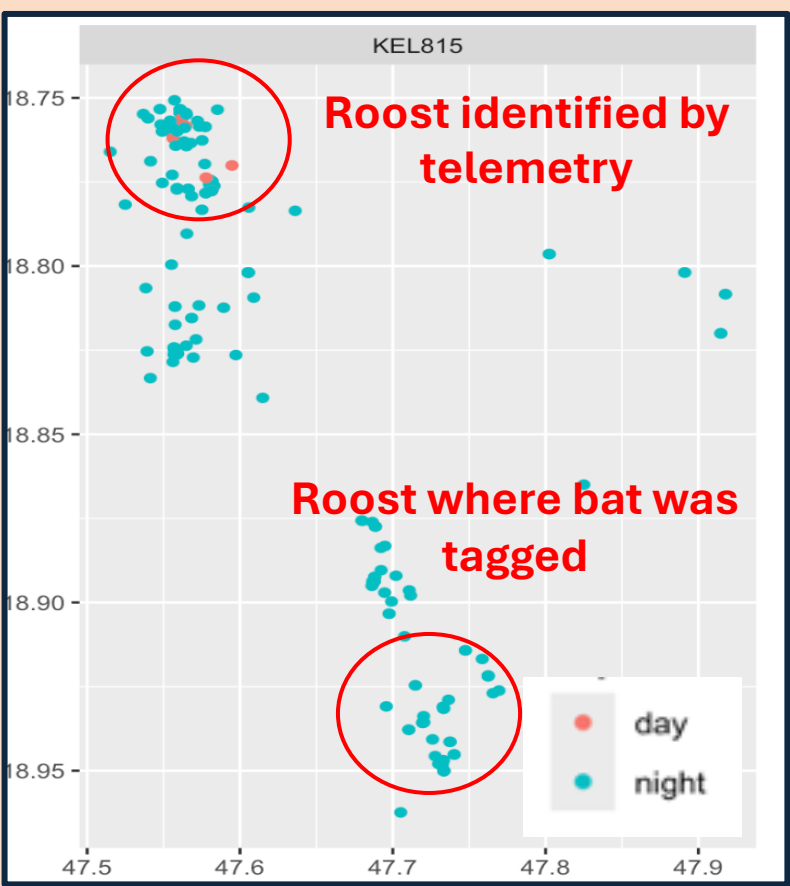 KEL815
18.75
Roost identified by
telemetry
18.80
18.85
Roost where bat was
tagged
18.90
day
18.95
night
47.5 47.6 47.7 47.8 47.9